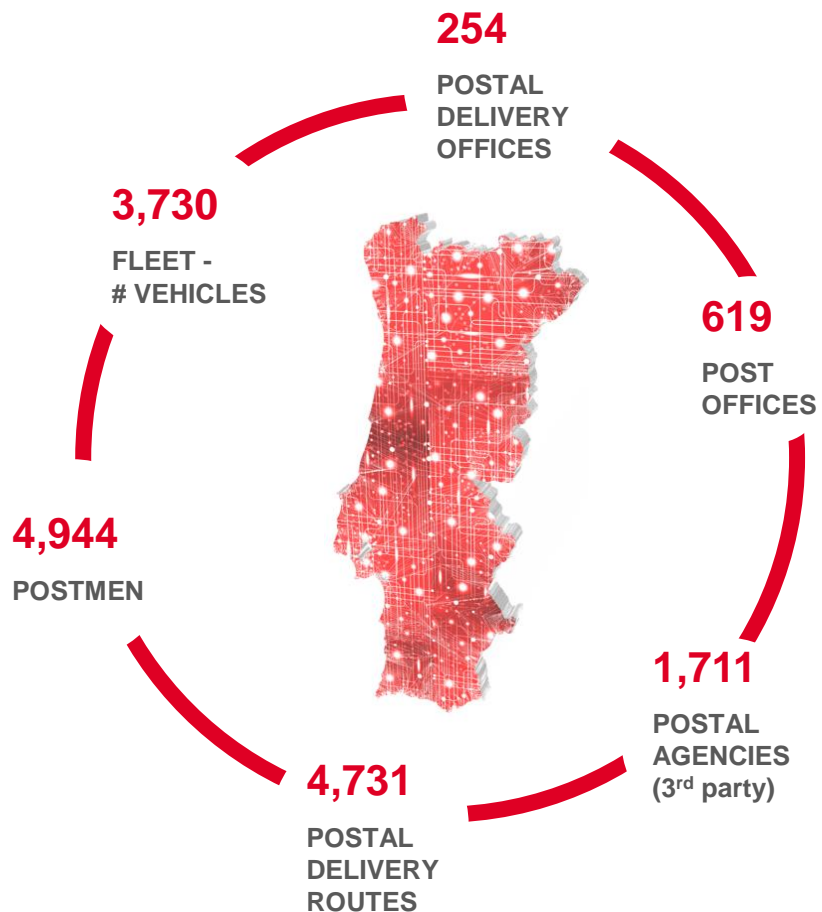 254
POSTAL
DELIVERY
OFFICES
3,730
FLEET -
# VEHICLES
619
POST
OFFICES
4,944
POSTMEN
1,711
POSTAL
AGENCIES
(3rd party)
4,731
POSTAL
DELIVERY
ROUTES